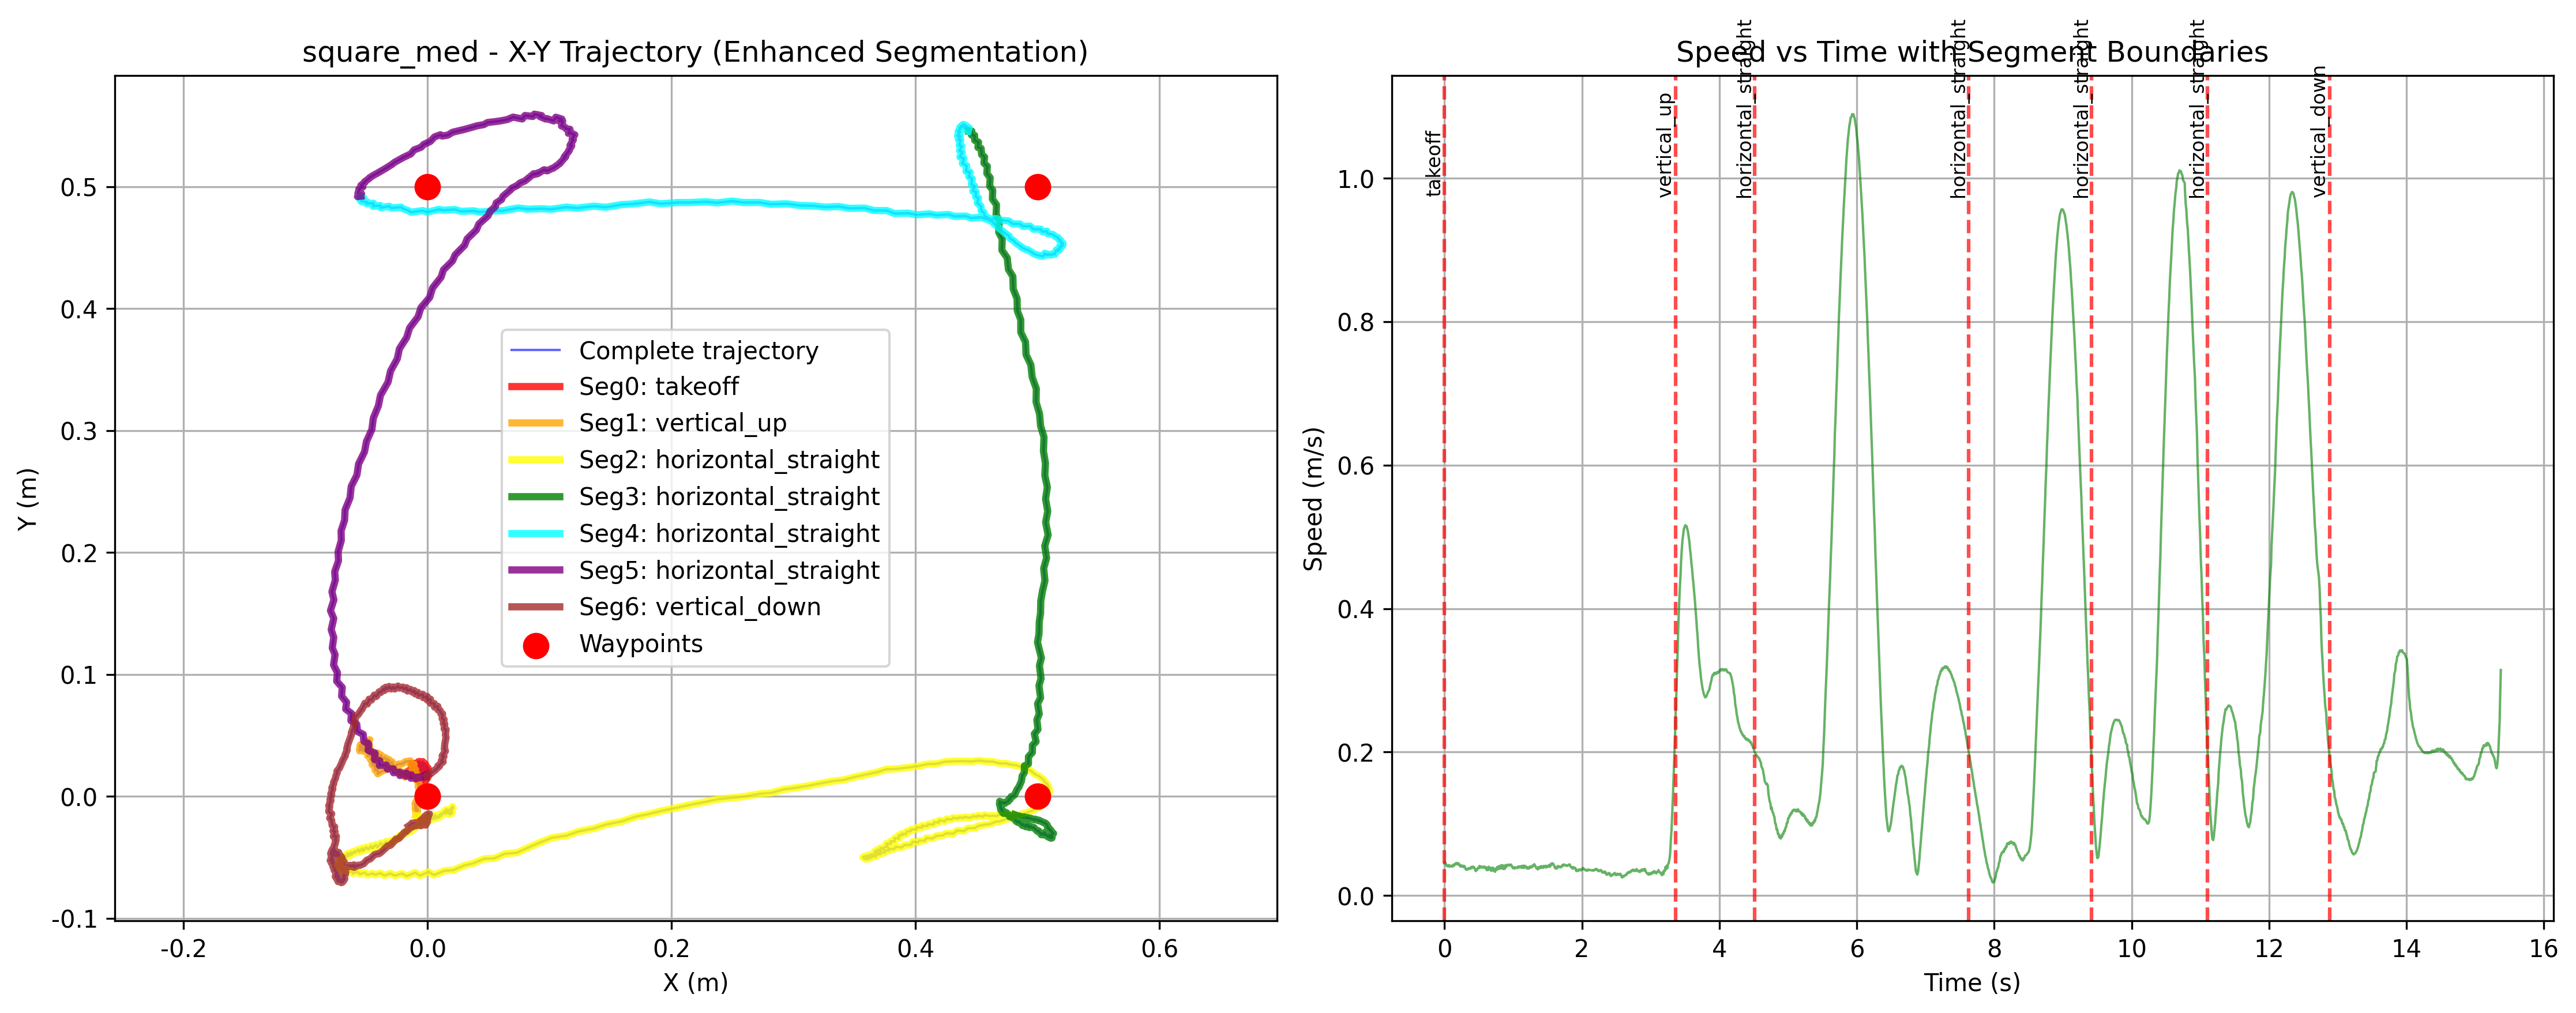 square_med - X-Y Trajectory (Enhanced Segmentation)
Y (m)
0.5
0.4
0.3
0.2
0.1
0.0
-0.1
-0.2
0.0
0.2
0.4
0.6
X (m)
Complete trajectory
Seg0: takeoff
Seg1: vertical_up
Seg2: horizontal_straight
Seg3: horizontal_straight
Seg4: horizontal_straight
Seg5: horizontal_straight
Seg6: vertical_down
Waypoints
Speed vs Time with Segment Boundaries
Speed (m/s)
1.0
0.8
0.6
0.4
0.2
0.0
takeoff
vertical_up
horizontal_straight
horizontal_straight
horizontal_straight
horizontal_straight
vertical_down
0
2
4
6
8
10
12
14
16
Time (s)